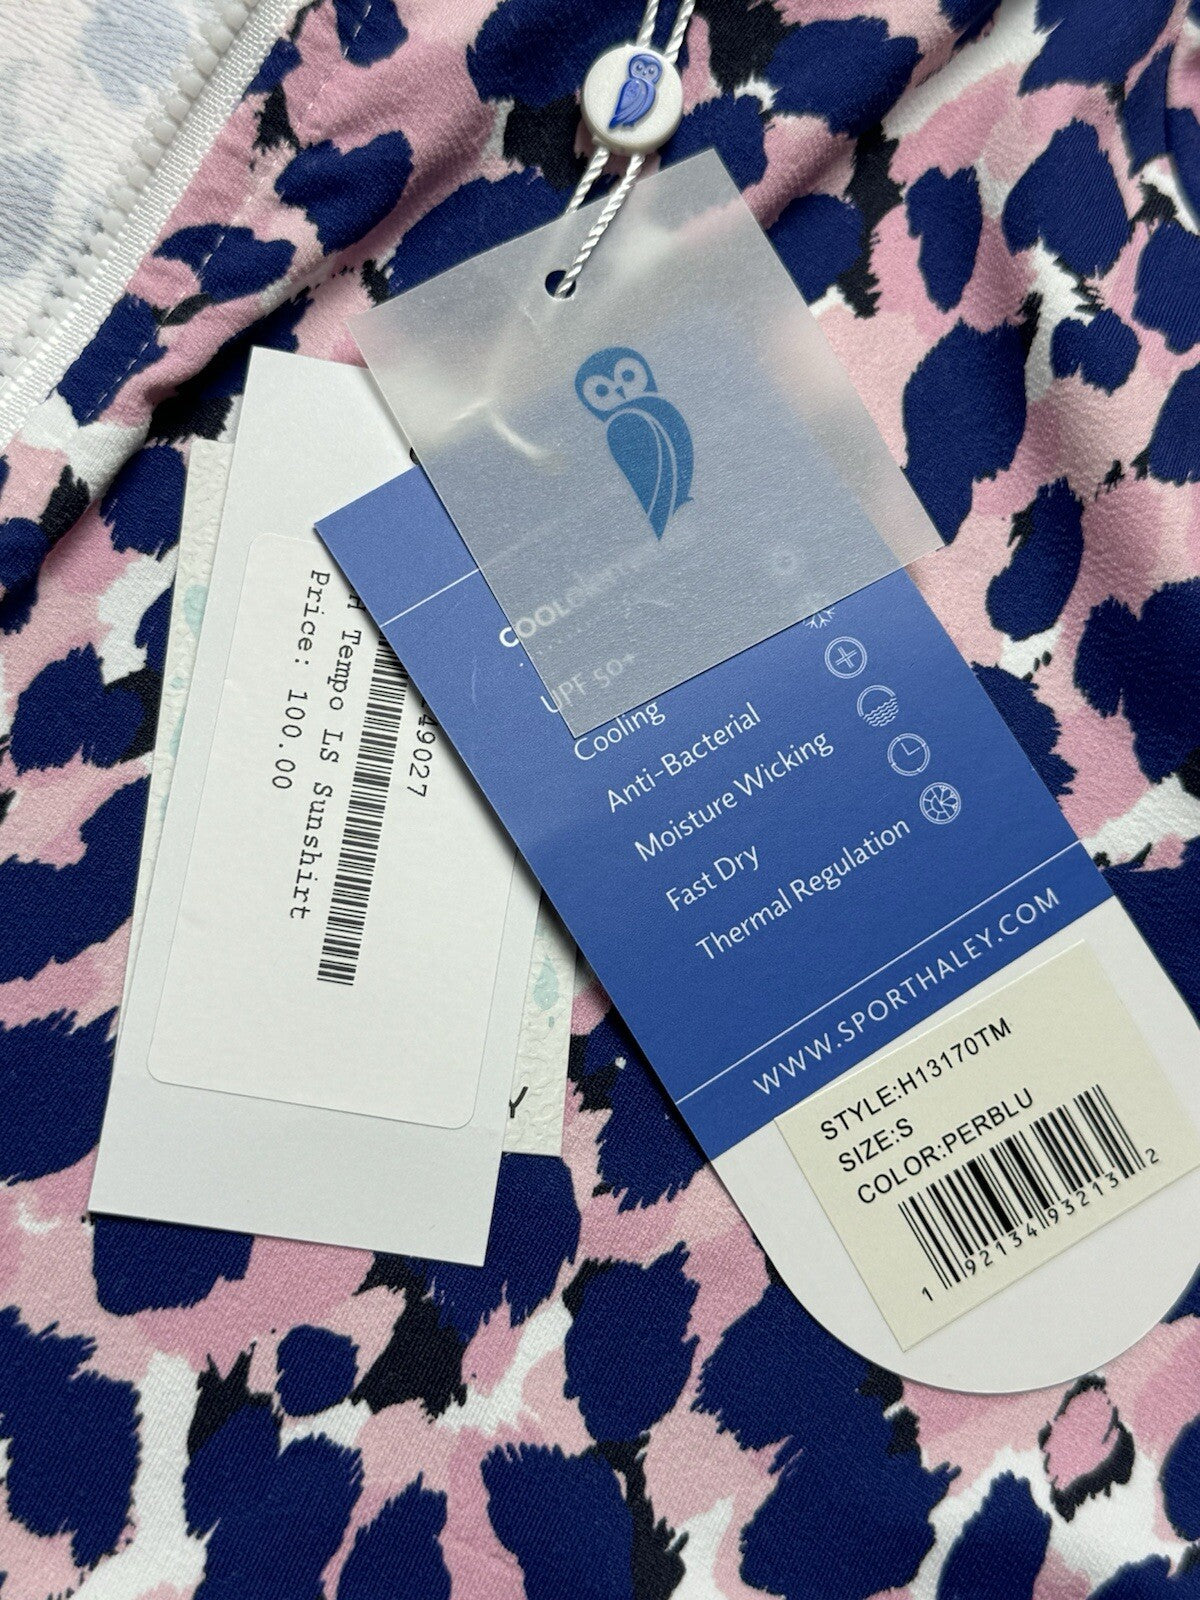 49027
Tempo LS Sunshirt
Price: 100.00
UPF 50+
Cooling
Anti-Bacterial
Moisture Wicking
Fast Dry
Thermal Regulation
WWW.SPORTHALEY.COM
STYLE:H13170TM
SIZE:S
COLOR:PERBLU
1 92134 93213 2
Y